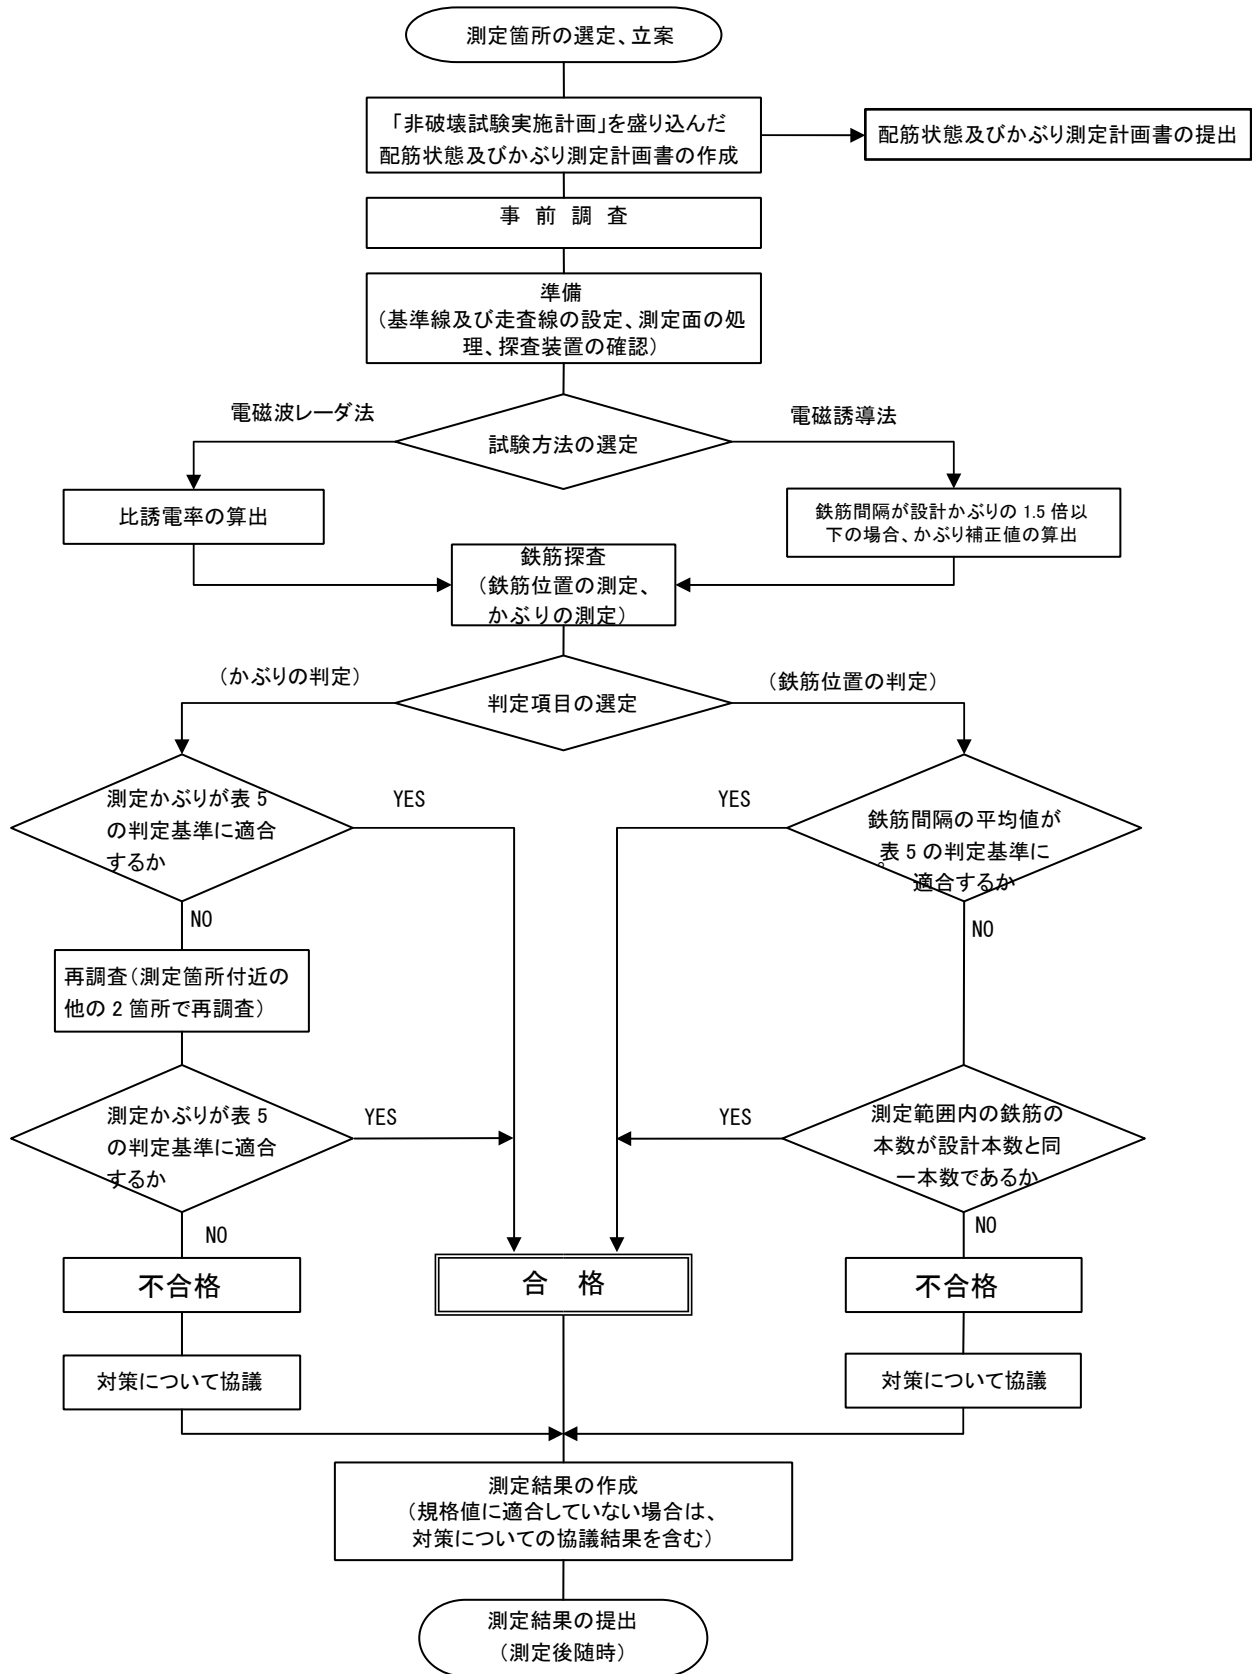 測定箇所の選定、立案
「非破壊試験実施計画」を盛り込んだ
配筋状態及びかぶり測定計画書の作成
配筋状態及びかぶり測定計画書の提出
事 前 調 査
準備
（基準線及び走査線の設定、測定面の処
理、探査装置の確認）
電磁波レーダ法
電磁誘導法
試験方法の選定
比誘電率の算出
鉄筋間隔が設計かぶりの 1.5 倍以
下の場合、かぶり補正値の算出
鉄筋探査
（鉄筋位置の測定、
かぶりの測定）
（かぶりの判定）
（鉄筋位置の判定）
判定項目の選定
測定かぶりが表 5
の判定基準に適合
するか
YES
YES
鉄筋間隔の平均値が
表 5 の判定基準に
適合するか
。
NO
NO
再調査（測定箇所付近の
他の 2 箇所で再調査）
測定かぶりが表 5
の判定基準に適合
するか
YES
YES
測定範囲内の鉄筋の
本数が設計本数と同
一本数であるか
NO
NO
不合格
合 格
不合格
対策について協議
対策について協議
測定結果の作成
（規格値に適合していない場合は、
対策についての協議結果を含む）
測定結果の提出
（測定後随時）